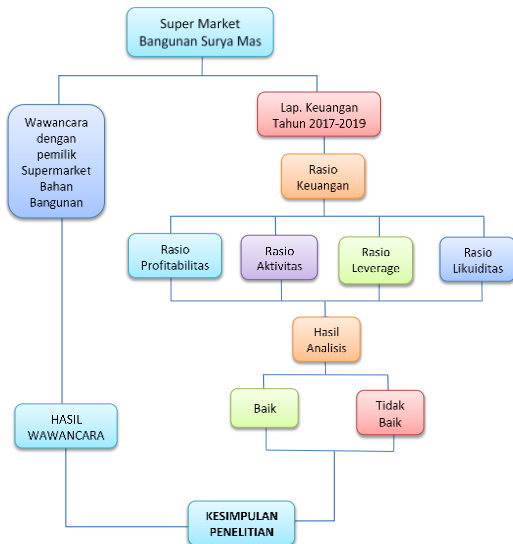 Super Market
Bangunan Surya Mas
Wawancara
dengan
pemilik
Supermarket
Bahan
Bangunan
Lap. Keuangan
Tahun 2017-2019
Rasio
Keuangan
Rasio
Profitabilitas
Rasio
Aktivitas
Rasio
Leverage
Rasio
Likuiditas
Hasil
Analisis
Baik
Tidak
Baik
HASIL
WAWANCARA
KESIMPULAN
PENELITIAN